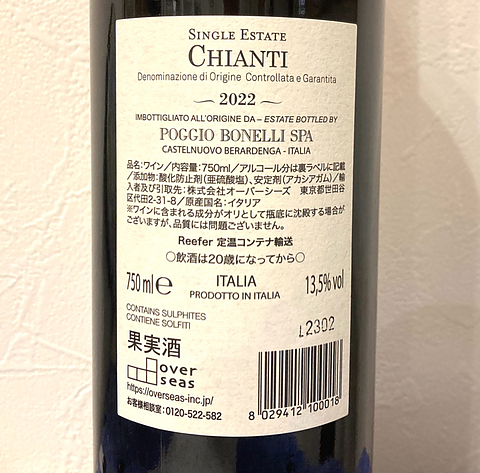 SINGLE ESTATE
CHIANTI
Denominazione di Origine Controllata e Garantita
2022
IMBOTTIGLIATO ALL'ORIGINE DA – ESTATE BOTTLED BY
POGGIO BONELLI SPA
CASTELNUOVO BERARDENGA - ITALIA
品名:ワイン/内容量:750ml/アルコール分は裏ラベルに記載
/添加物:酸化防止剤(亜硫酸塩)、安定剤(アカシアガム)/輸
入者及び引取先:株式会社オーバーシーズ 東京都世田谷
区代田2-31-8/原産国名:イタリア
※ワインに含まれる成分がオリとして瓶底に沈殿する場合が
ございますが、品質には問題ございません。
Reefer 定温コンテナ輸送
○飲酒は20歳になってから○
750 ml e ITALIA 13,5% vol
PRODOTTO IN ITALIA
CONTAINS SULPHITES
CONTIENE SOLFITI
L2302
果実酒
over
seas
https://overseas-inc.jp/
お客様相談室:0120-522-582
8 029412 100018